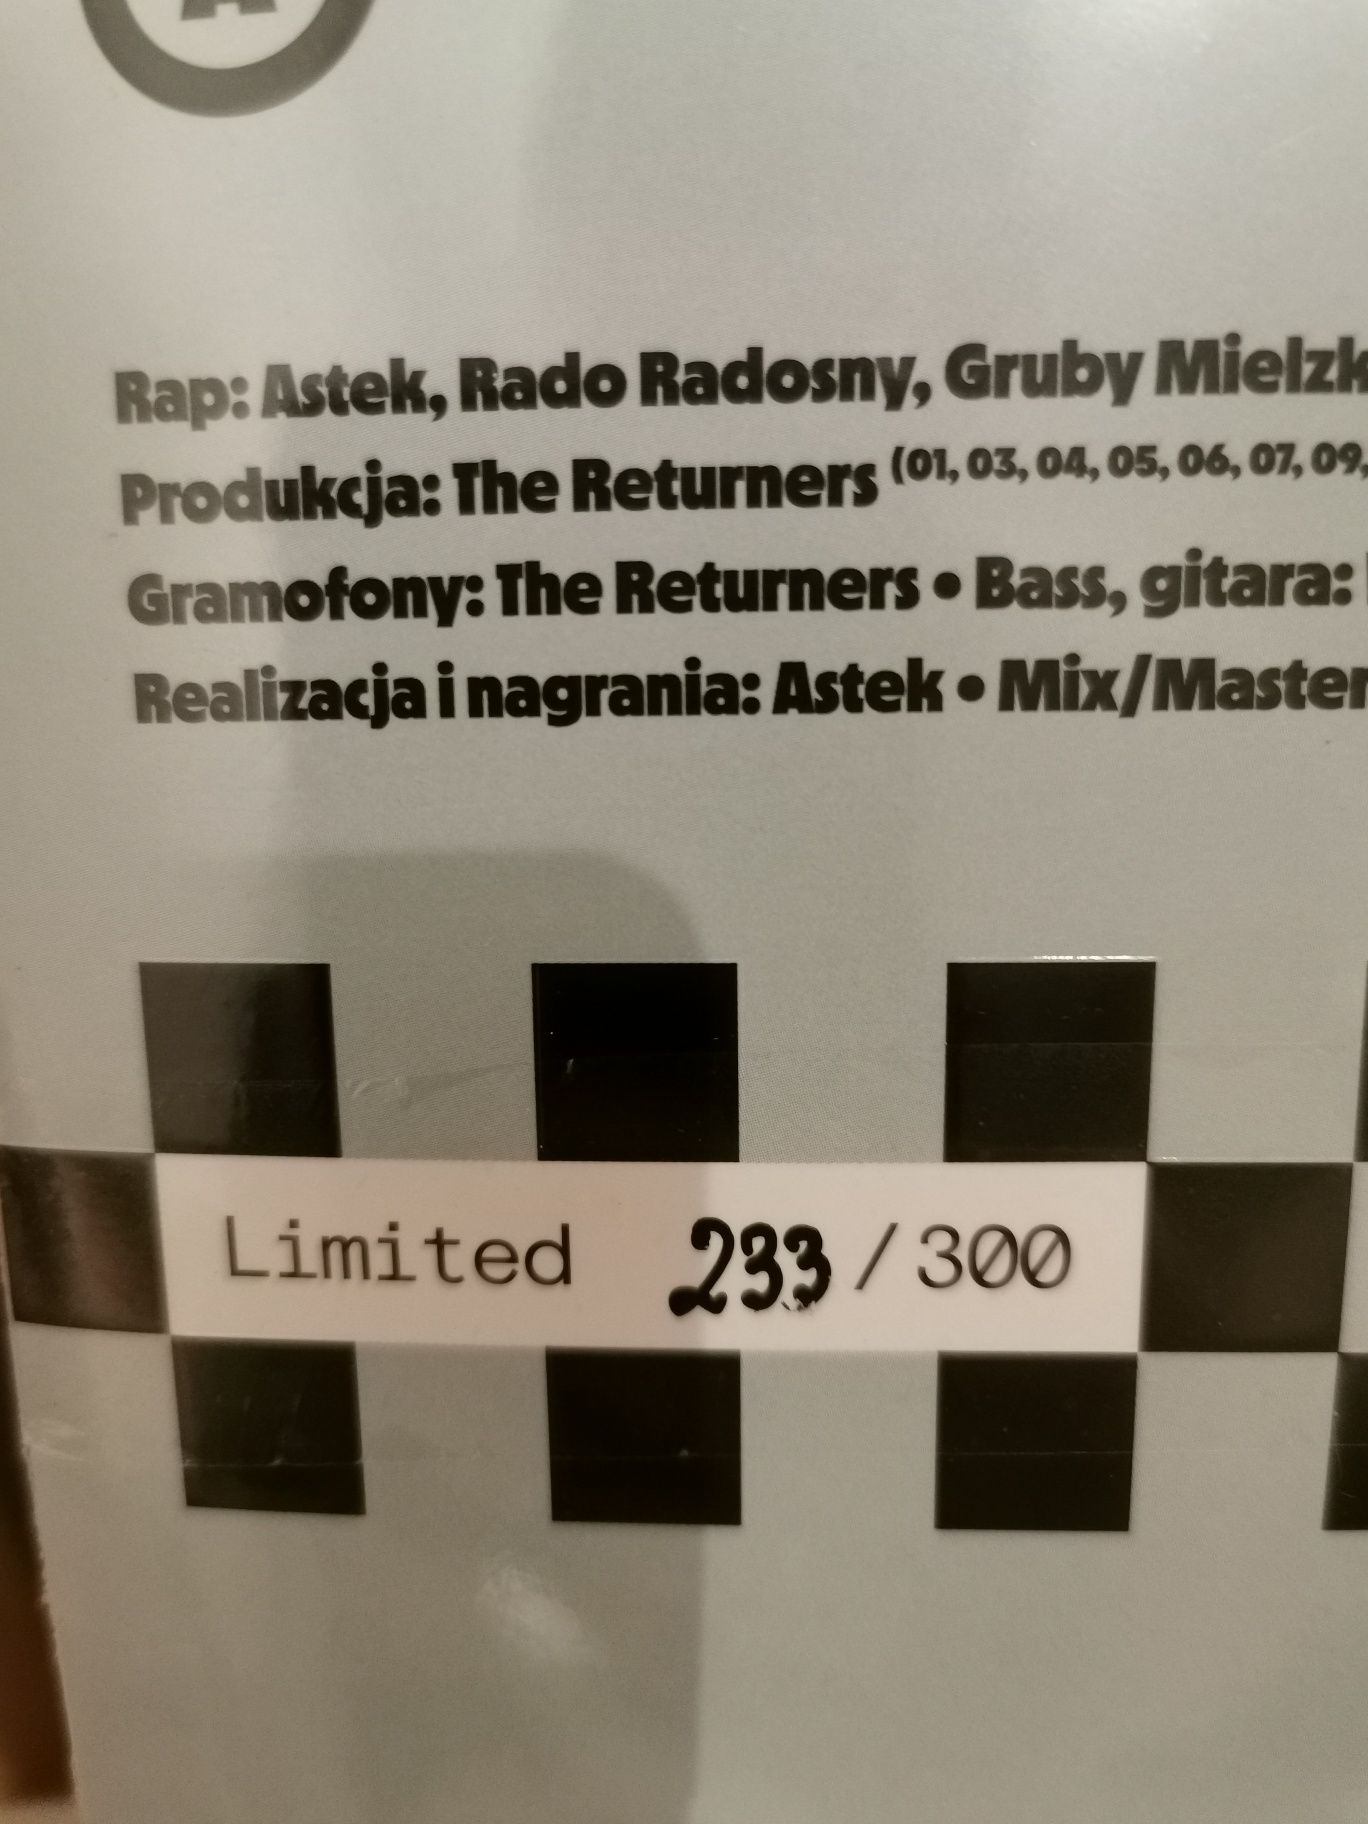 A
Rap: Astek, Rado Radosny, Gruby Mielzk
Produkcja: The Returners (01, 03, 04, 05, 06, 07, 09,
Gramofony: The Returners • Bass, gitara:
Realizacja i nagrania: Astek • Mix/Master
Limited 233/300